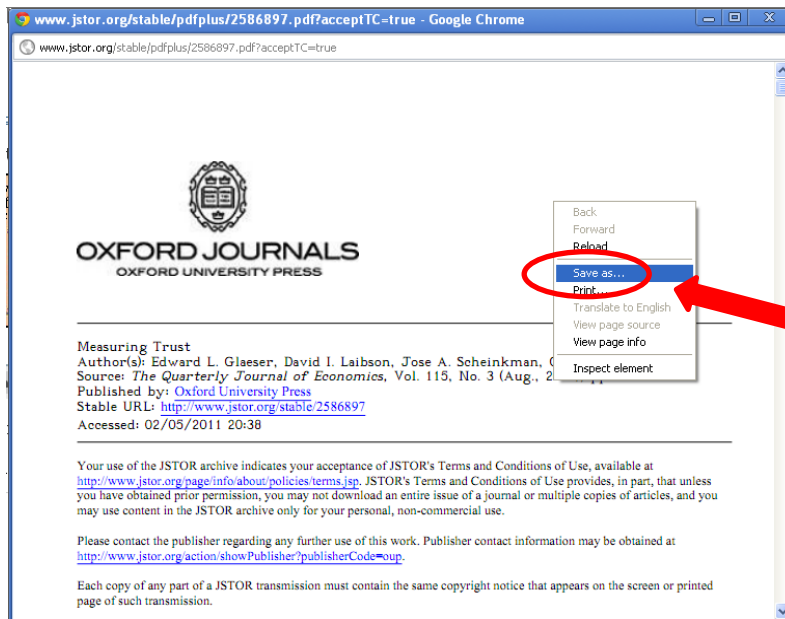 www.jstor.org/stable/pdfplus/2586897.pdf?acceptTC=true - Google Chrome
www.jstor.org/stable/pdfplus/2586897.pdf?acceptTC=true
OXFORD JOURNALS
OXFORD UNIVERSITY PRESS
Back
Forward
Reload
Save as...
Print...
Translate to English
View page source
View page info
Inspect element
Measuring Trust
Author(s): Edward L. Glaeser, David I. Laibson, Jose A. Scheinkman,
Source: The Quarterly Journal of Economics, Vol. 115, No. 3 (Aug.,
Published by: Oxford University Press
Stable URL: http://www.jstor.org/stable/2586897
Accessed: 02/05/2011 20:38
Your use of the JSTOR archive indicates your acceptance of JSTOR's Terms and Conditions of Use, available at
http://www.jstor.org/page/info/about/policies/terms.jsp. JSTOR's Terms and Conditions of Use provides, in part, that unless
you have obtained prior permission, you may not download an entire issue of a journal or multiple copies of articles, and you
may use content in the JSTOR archive only for your personal, non-commercial use.
Please contact the publisher regarding any further use of this work. Publisher contact information may be obtained at
http://www.jstor.org/action/showPublisher?publisherCode=oup.
Each copy of any part of a JSTOR transmission must contain the same copyright notice that appears on the screen or printed
page of such transmission.